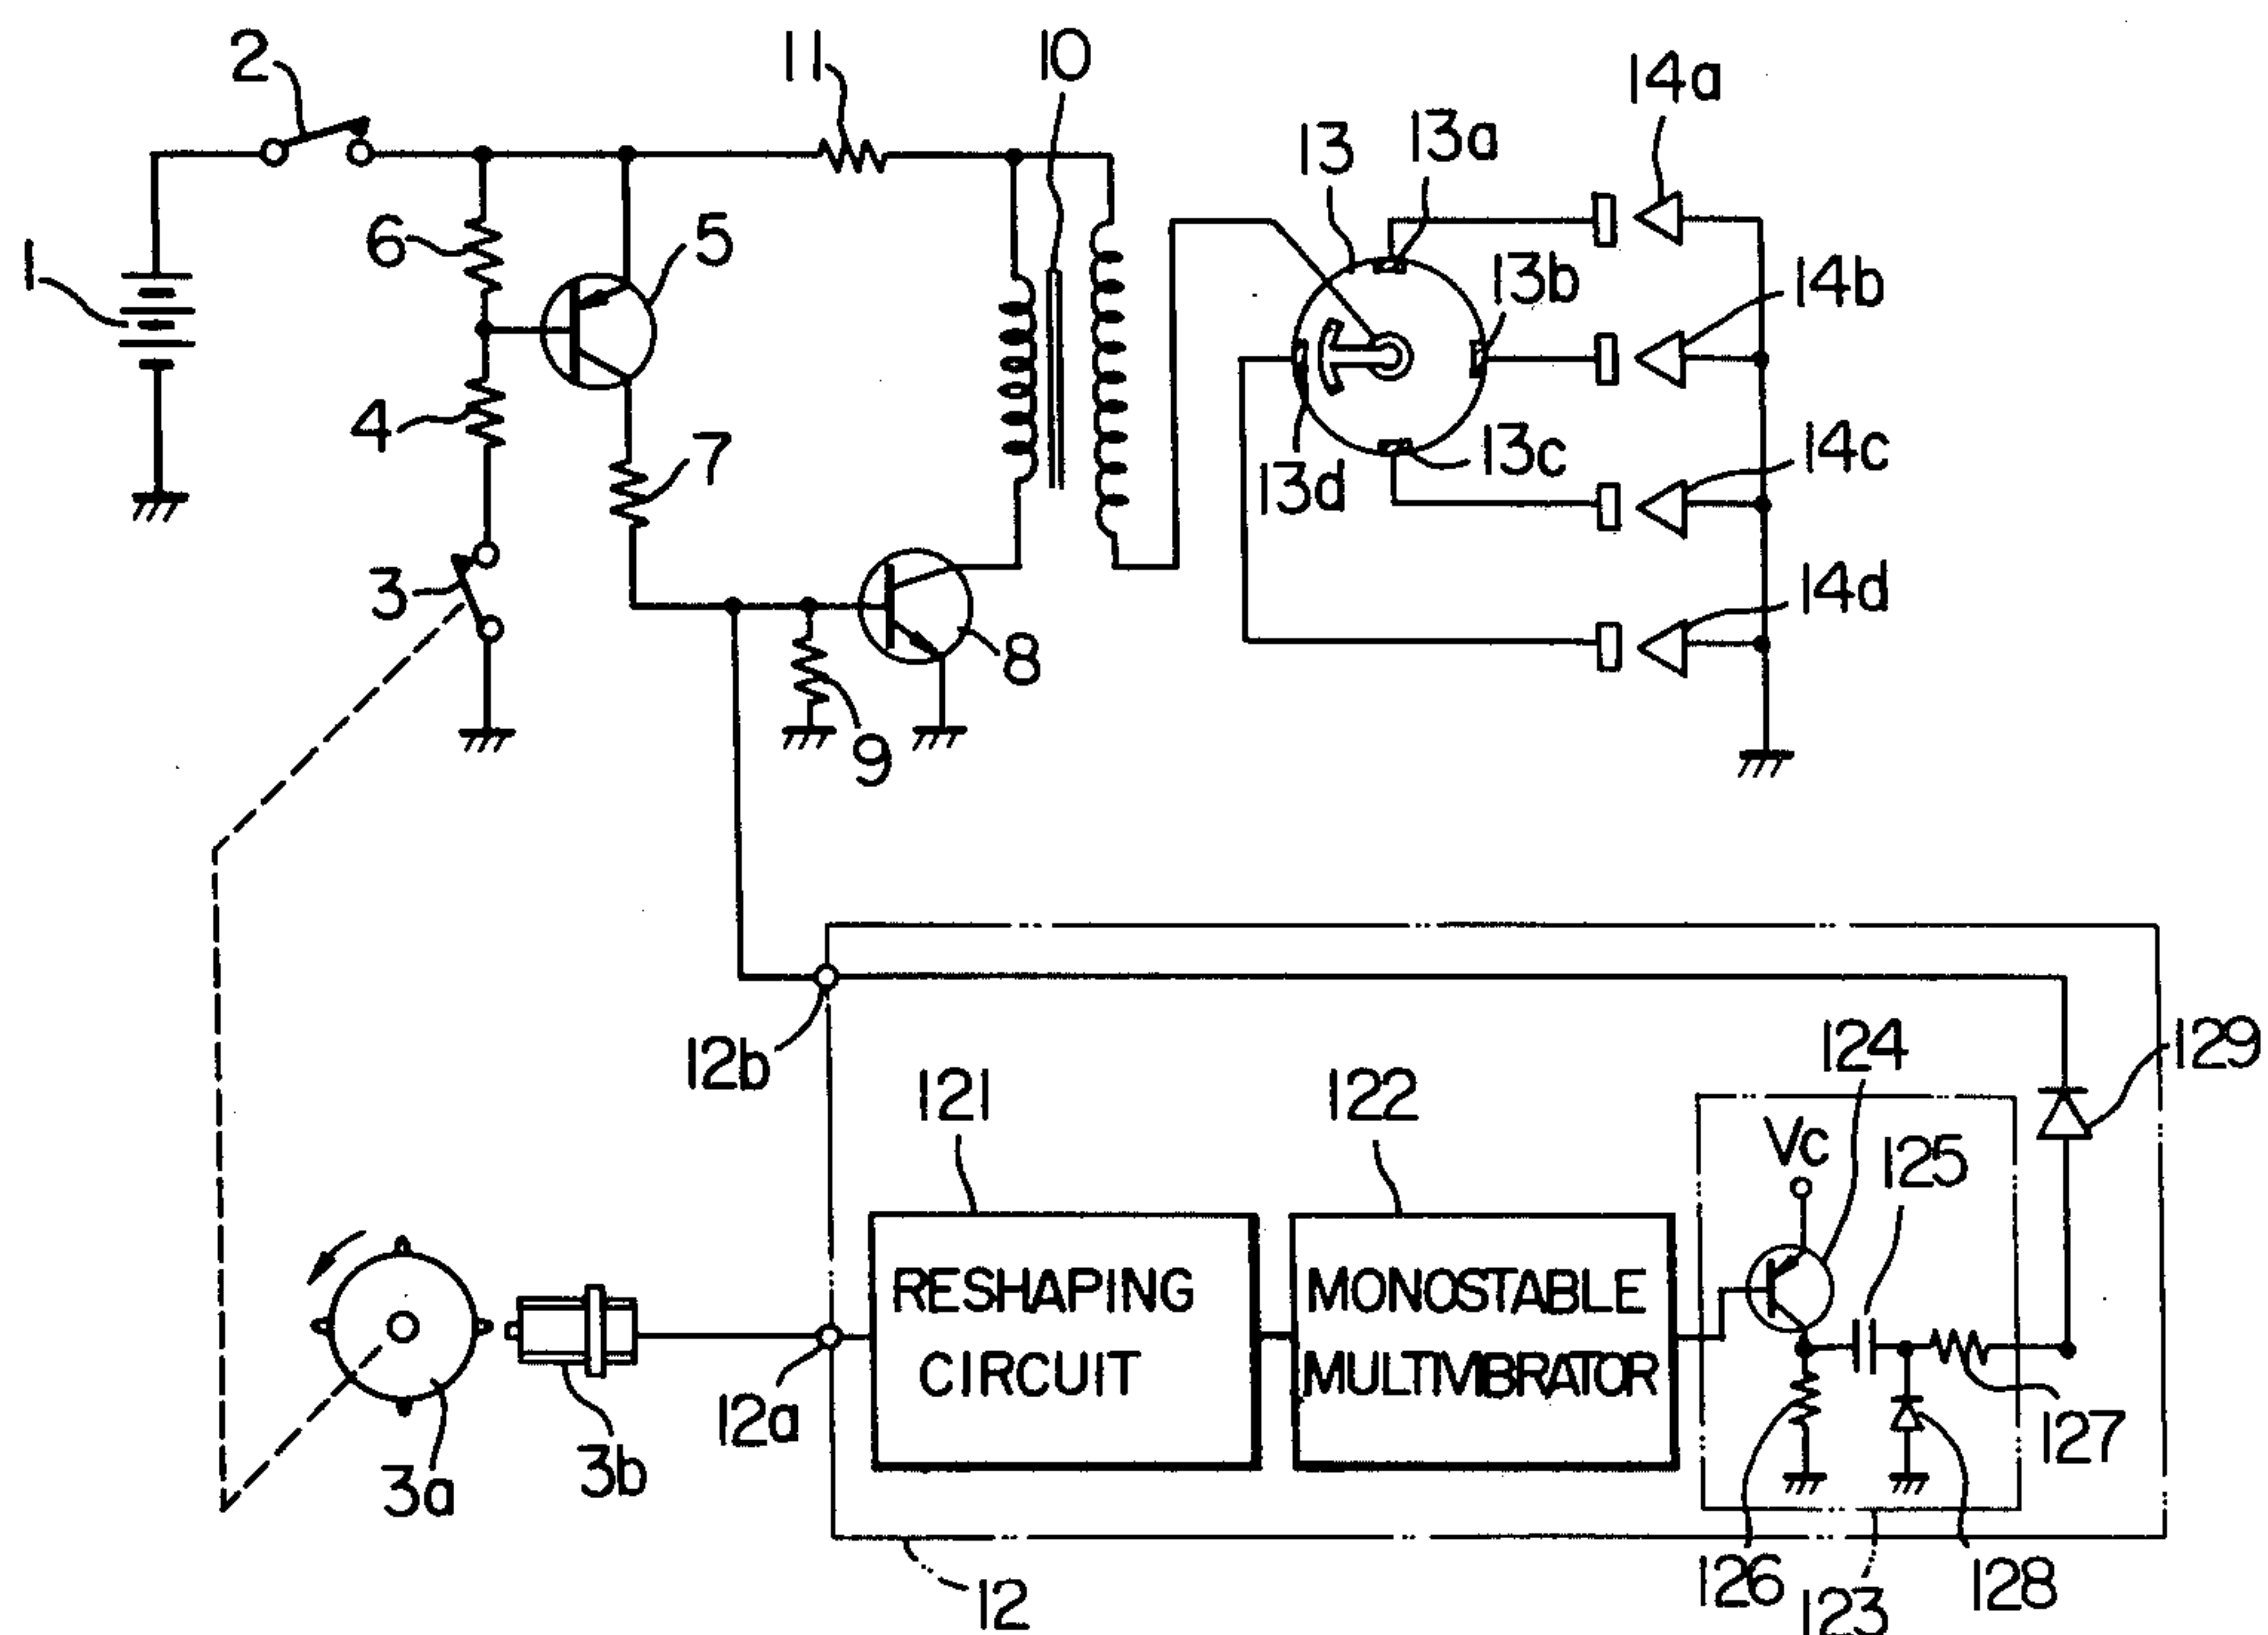 2
11
10
14a
13
13a
6
5
1
13b
14b
4
7
13d
13c
14c
3
8
14d
9
12b
121
122
124
129
Vc
125
RESHAPING
CIRCUIT
MONOSTABLE
MULTIVIBRATOR
3a
3b
12a
127
12
126
123
128